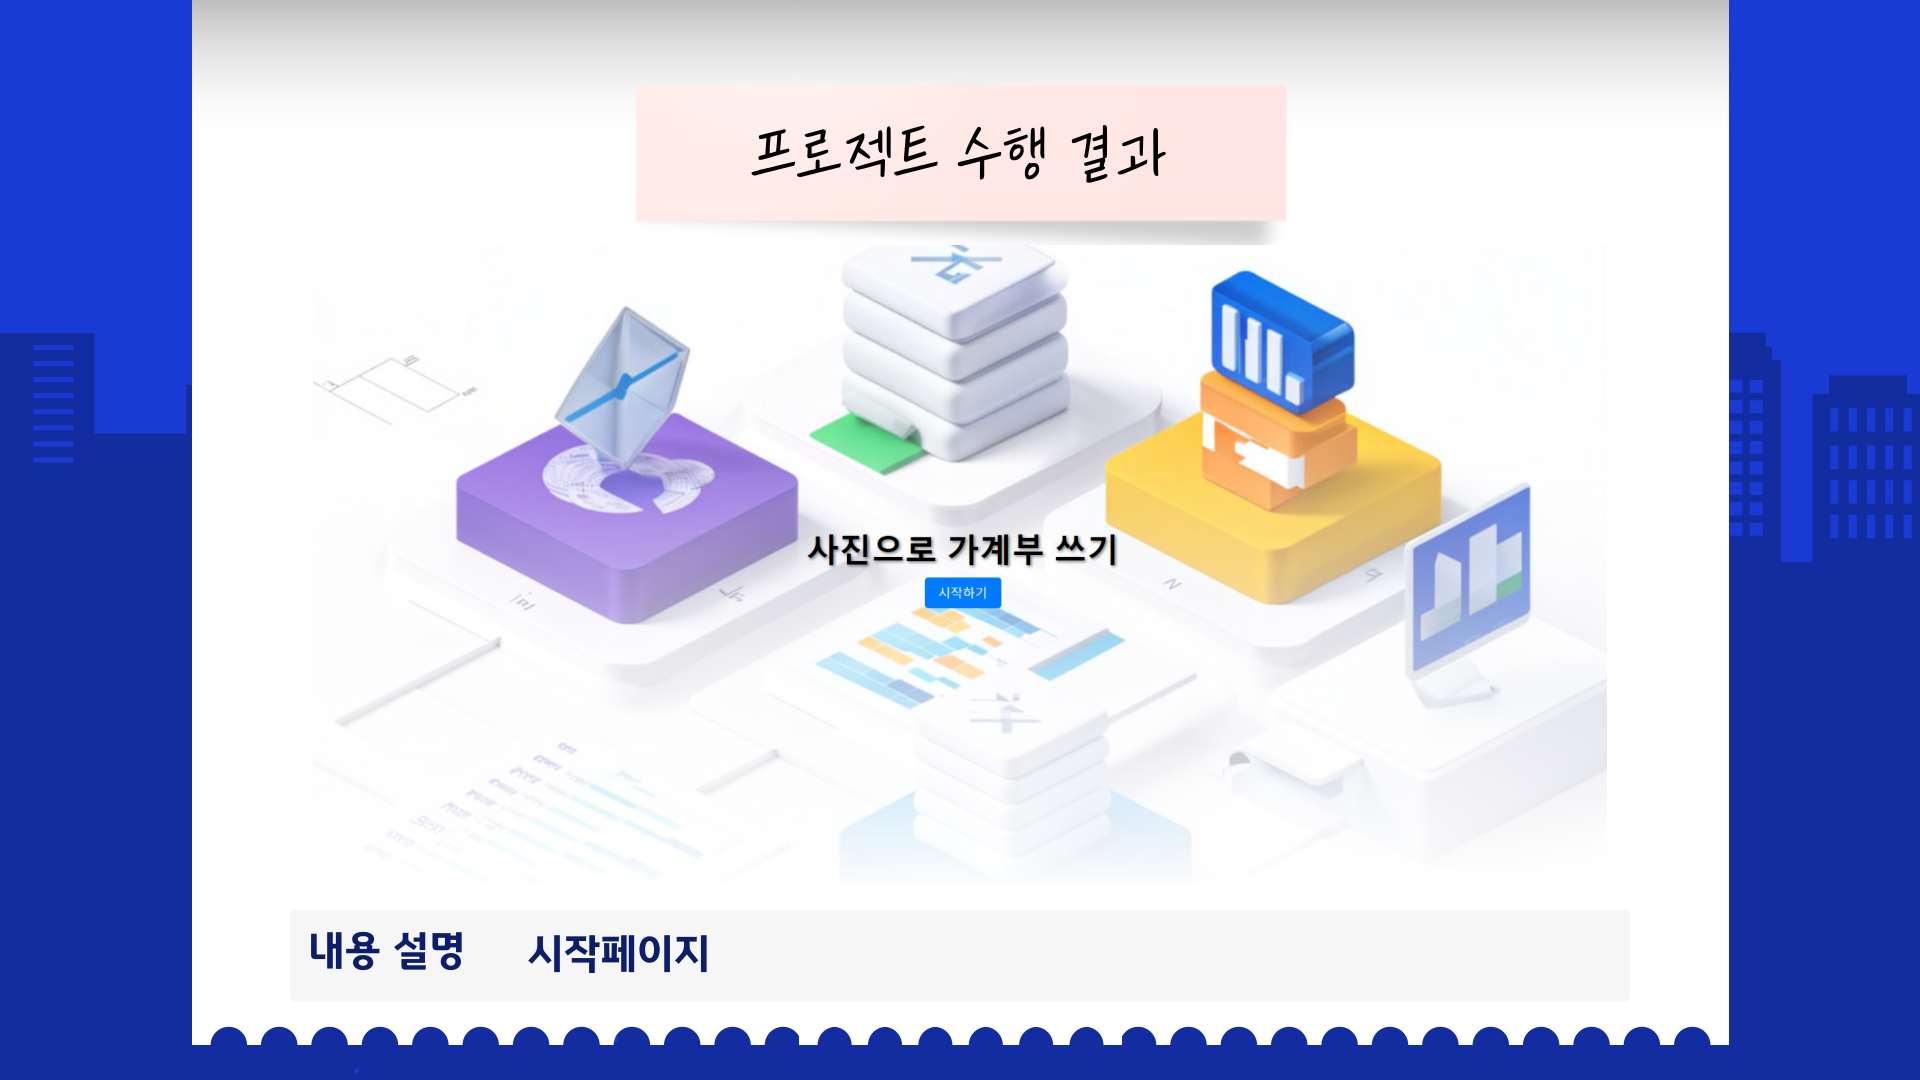 프로젝트 수행 결과
사진으로 가계부 쓰기
시작하기
내용 설명 시작페이지